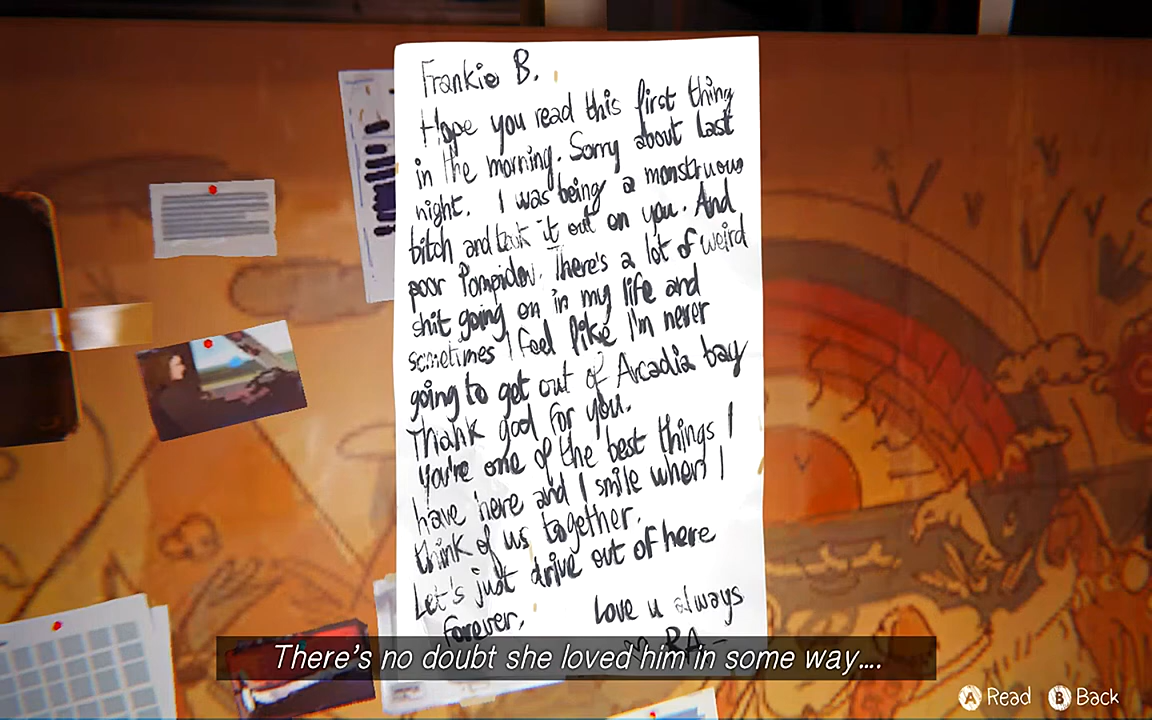 Frankie B.
Hope you read this first thing
in the morning. Sorry about last
night. I was being a monstruous
bitch and took it out on you. And
poor Pompidou. There's a lot of weird
shit going on in my life and
sometimes I feel like I'm never
going to get out of Arcadia bay
Thank god for you.
You're one of the best things I
have here and I smile when I
think of us together.
Let's just drive out of here
forever.
Love u always
RA-
There's no doubt she loved him in some way....
A Read B Back